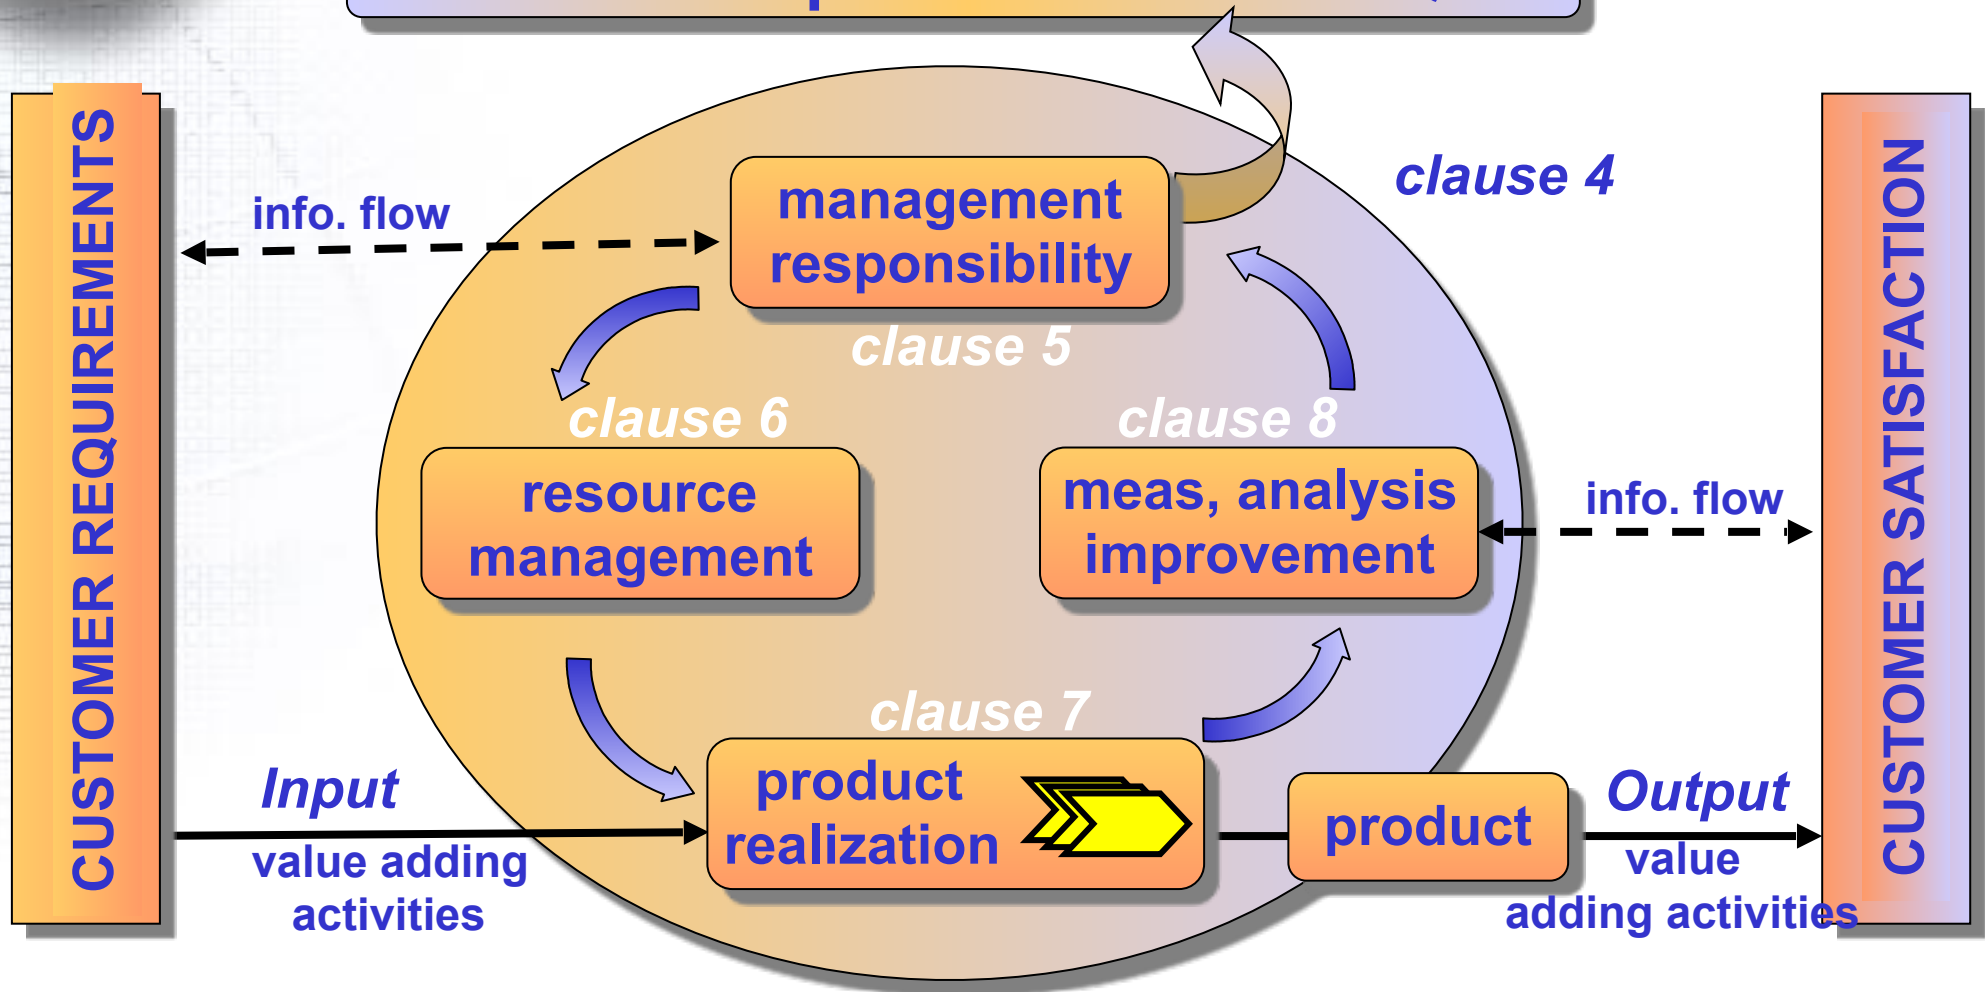 CUSTOMER REQUIREMENTS
info. flow
management
responsibility
clause 4
clause 5
clause 6
clause 8
resource
management
meas, analysis
improvement
info. flow
clause 7
Input
value adding
activities
product
realization
product
Output
value
adding activities
CUSTOMER SATISFACTION